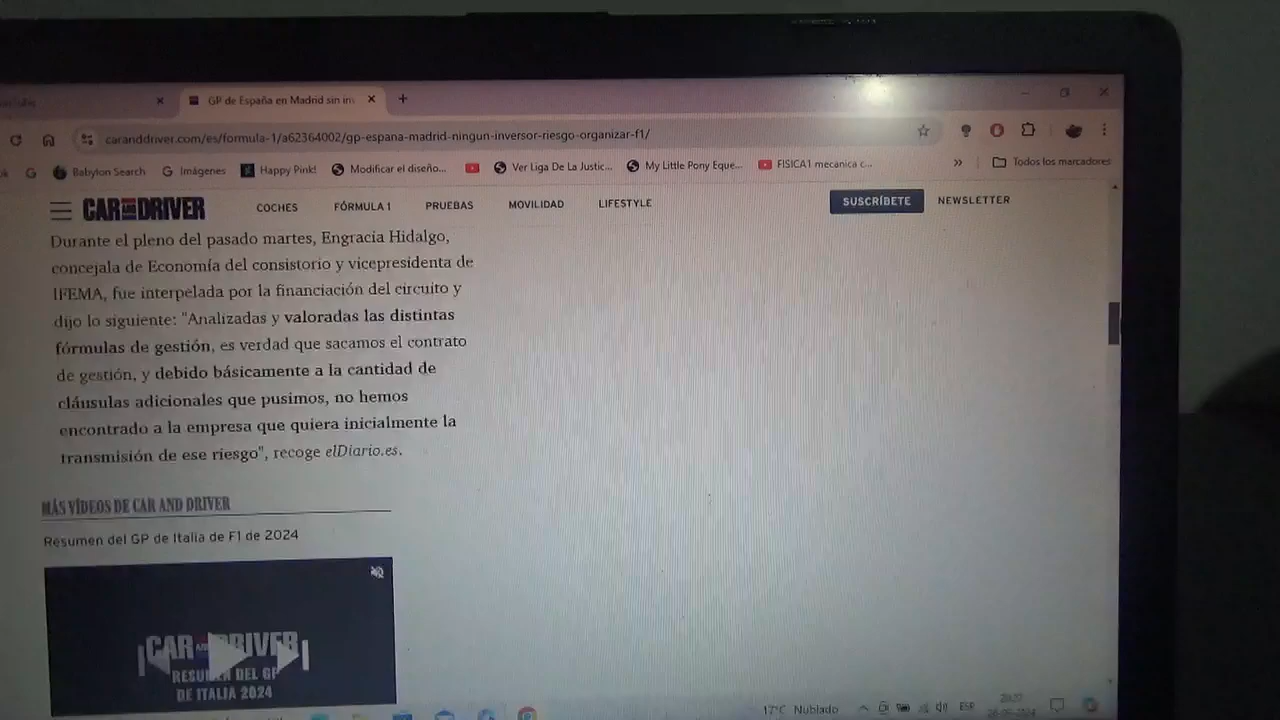 GP de España en Madrid sin in
caranddriver.com/es/formula-1/a62364002/gp-espana-madrid-ningun-inversor-riesgo-organizar-f1/
Babylon Search
Imágenes
Happy Pink!
Modificar el diseño...
Ver Liga De La Justic...
My Little Pony Eque...
FISICA1 mecanica c...
Todos los marcadores
CAR AND DRIVER
COCHES
FÓRMULA 1
PRUEBAS
MOVILIDAD
LIFESTYLE
SUSCRÍBETE
NEWSLETTER
Durante el pleno del pasado martes, Engracia Hidalgo,
concejala de Economía del consistorio y vicepresidenta de
IFEMA, fue interpelada por la financiación del circuito y
dijo lo siguiente: "Analizadas y valoradas las distintas
fórmulas de gestión, es verdad que sacamos el contrato
de gestión, y debido básicamente a la cantidad de
cláusulas adicionales que pusimos, no hemos
encontrado a la empresa que quiera inicialmente la
transmisión de ese riesgo", recoge elDiario.es.
MÁS VÍDEOS DE CAR AND DRIVER
Resumen del GP de Italia de F1 de 2024
CAR AND DRIVER
RESUMEN DEL GP
DE ITALIA 2024
17°C Nublado
ESP